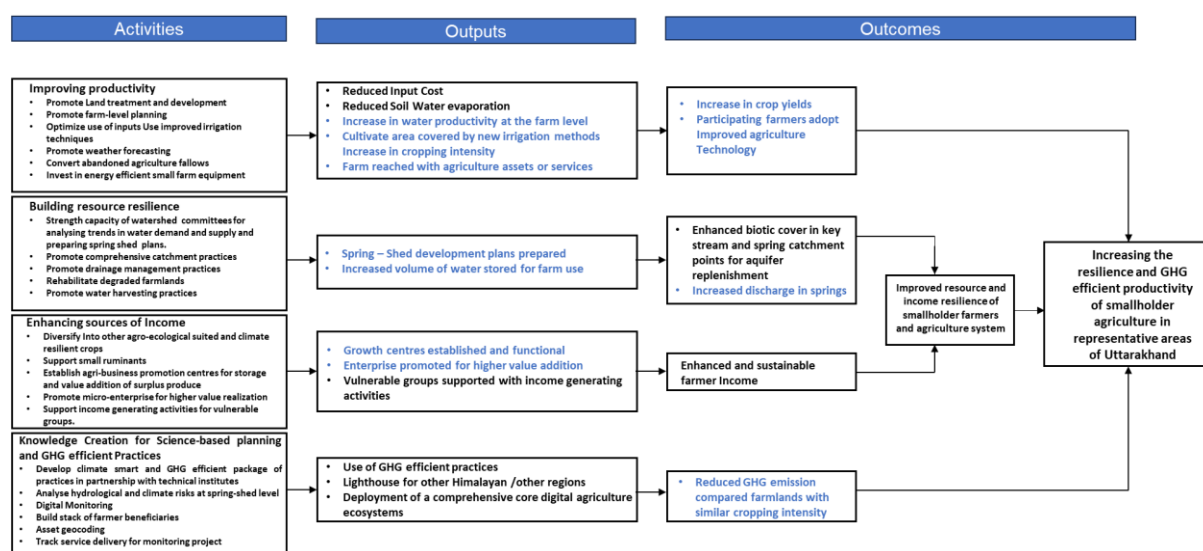 Activities
Outputs
Outcomes
Improving productivity
• Promote Land treatment and development
• Promote farm-level planning
• Optimize use of inputs Use improved irrigation
techniques
• Promote weather forecasting
• Convert abandoned agriculture fallows
• Invest in energy efficient small farm equipment
• Reduced Input Cost
• Reduced Soil Water evaporation
• Increase in water productivity at the farm level
• Cultivate area covered by new irrigation methods
Increase in cropping intensity
• Farm reached with agriculture assets or services
• Increase in crop yields
• Participating farmers adopt
Improved agriculture
Technology
Building resource resilience
• Strength capacity of watershed committees for
analysing trends in water demand and supply and
preparing spring shed plans.
• Promote comprehensive catchment practices
• Promote drainage management practices
• Rehabilitate degraded farmlands
• Promote water harvesting practices
• Spring – Shed development plans prepared
• Increased volume of water stored for farm use
• Enhanced biotic cover in key
stream and spring catchment
points for aquifer
replenishment
• Increased discharge in springs
Enhancing sources of Income
• Diversify Into other agro-ecological suited and climate
resilient crops
• Support small ruminants
• Establish agri-business promotion centres for storage
and value addition of surplus produce
• Promote micro-enterprise for higher value realization
• Support income generating activities for vulnerable
groups.
• Growth centres established and functional
• Enterprise promoted for higher value addition
• Vulnerable groups supported with income generating
activities
Enhanced and sustainable
farmer Income
Improved resource and
income resilience of
smallholder farmers
and agriculture system
Increasing the
resilience and GHG
efficient productivity
of smallholder
agriculture in
representative areas
of Uttarakhand
Knowledge Creation for Science-based planning
and GHG efficient Practices
• Develop climate smart and GHG efficient package of
practices in partnership with technical institutes
• Analyse hydrological and climate risks at spring-shed level
• Digital Monitoring
• Build stack of farmer beneficiaries
• Asset geocoding
• Track service delivery for monitoring project
• Use of GHG efficient practices
• Lighthouse for other Himalayan /other regions
• Deployment of a comprehensive core digital agriculture
ecosystems
• Reduced GHG emission
compared farmlands with
similar cropping intensity